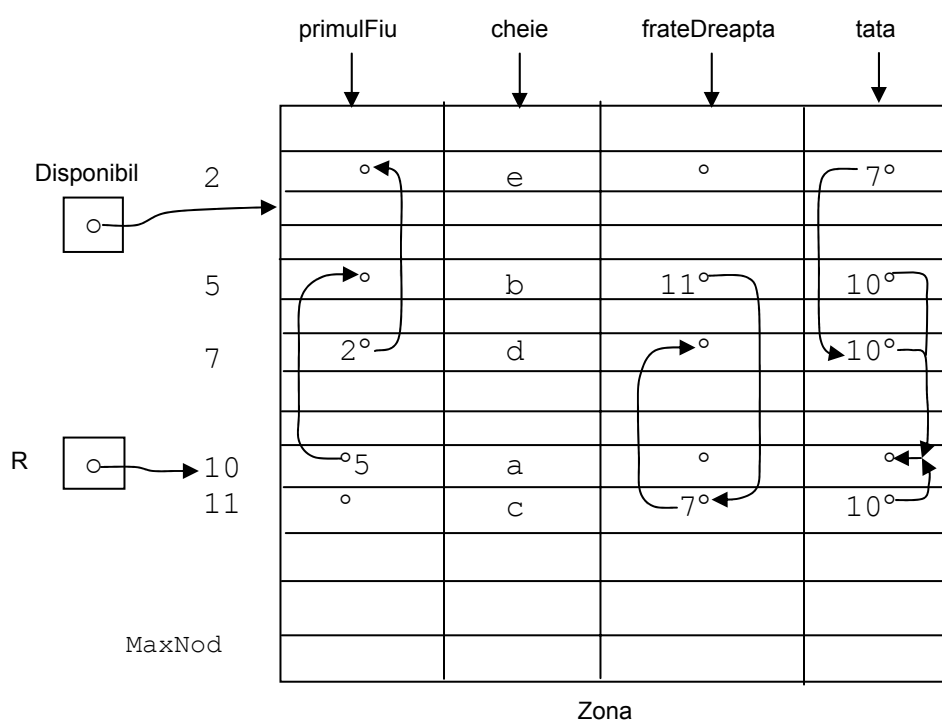 primulFiu cheie frateDreapta tata
Disponibil
2 e 7
5 b 11 10
7 2 d 10
R 10 5 a
11 c 7 10
MaxNod
Zona